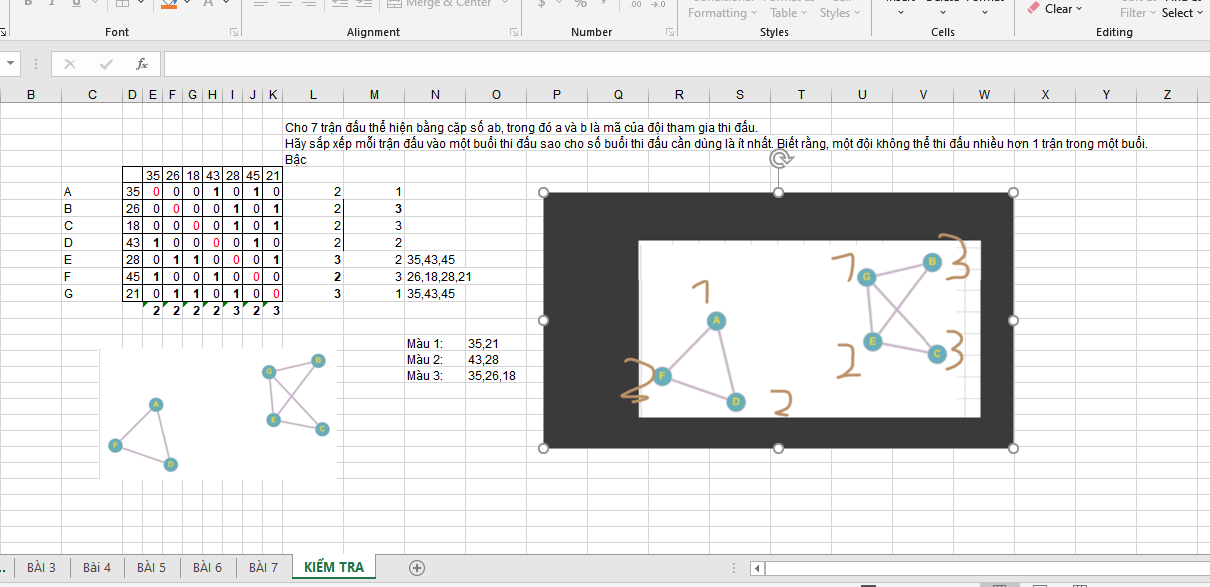 Merge & Center
Formatting Table Styles
Clear
Filter Select
Font Alignment Number Styles Cells Editing
fx
B C D E F G H I J K L M N O P Q R S T U V W X Y Z
Cho 7 trận đấu thể hiện bằng cặp số ab, trong đó a và b là mã của đội tham gia thi đấu.
Hãy sắp xếp mỗi trận đấu vào một buổi thi đấu sao cho số buổi thi đấu cần dùng là ít nhất. Biết rằng, một đội không thể thi đấu nhiều hơn 1 trận trong một buổi.
Bậc
35 26 18 43 28 45 21
A 35 0 0 0 1 0 1 0 2 1
B 26 0 0 0 0 1 0 1 2 3
C 18 0 0 0 0 1 0 1 2 3
D 43 1 0 0 0 0 1 0 2 2
E 28 0 1 1 0 0 0 1 3 2 35,43,45
F 45 1 0 0 1 0 0 0 2 3 26,18,28,21
G 21 0 1 1 0 1 0 0 3 1 35,43,45
2 2 2 2 3 2 3
Màu 1: 35,21
Màu 2: 43,28
Màu 3: 35,26,18
B
G
A
E
C
F
D
B 3
1 G
1
A
E
C 3
2
2 F
D 2
BÀI 3 Bài 4 BÀI 5 BÀI 6 BÀI 7 KIỂM TRA